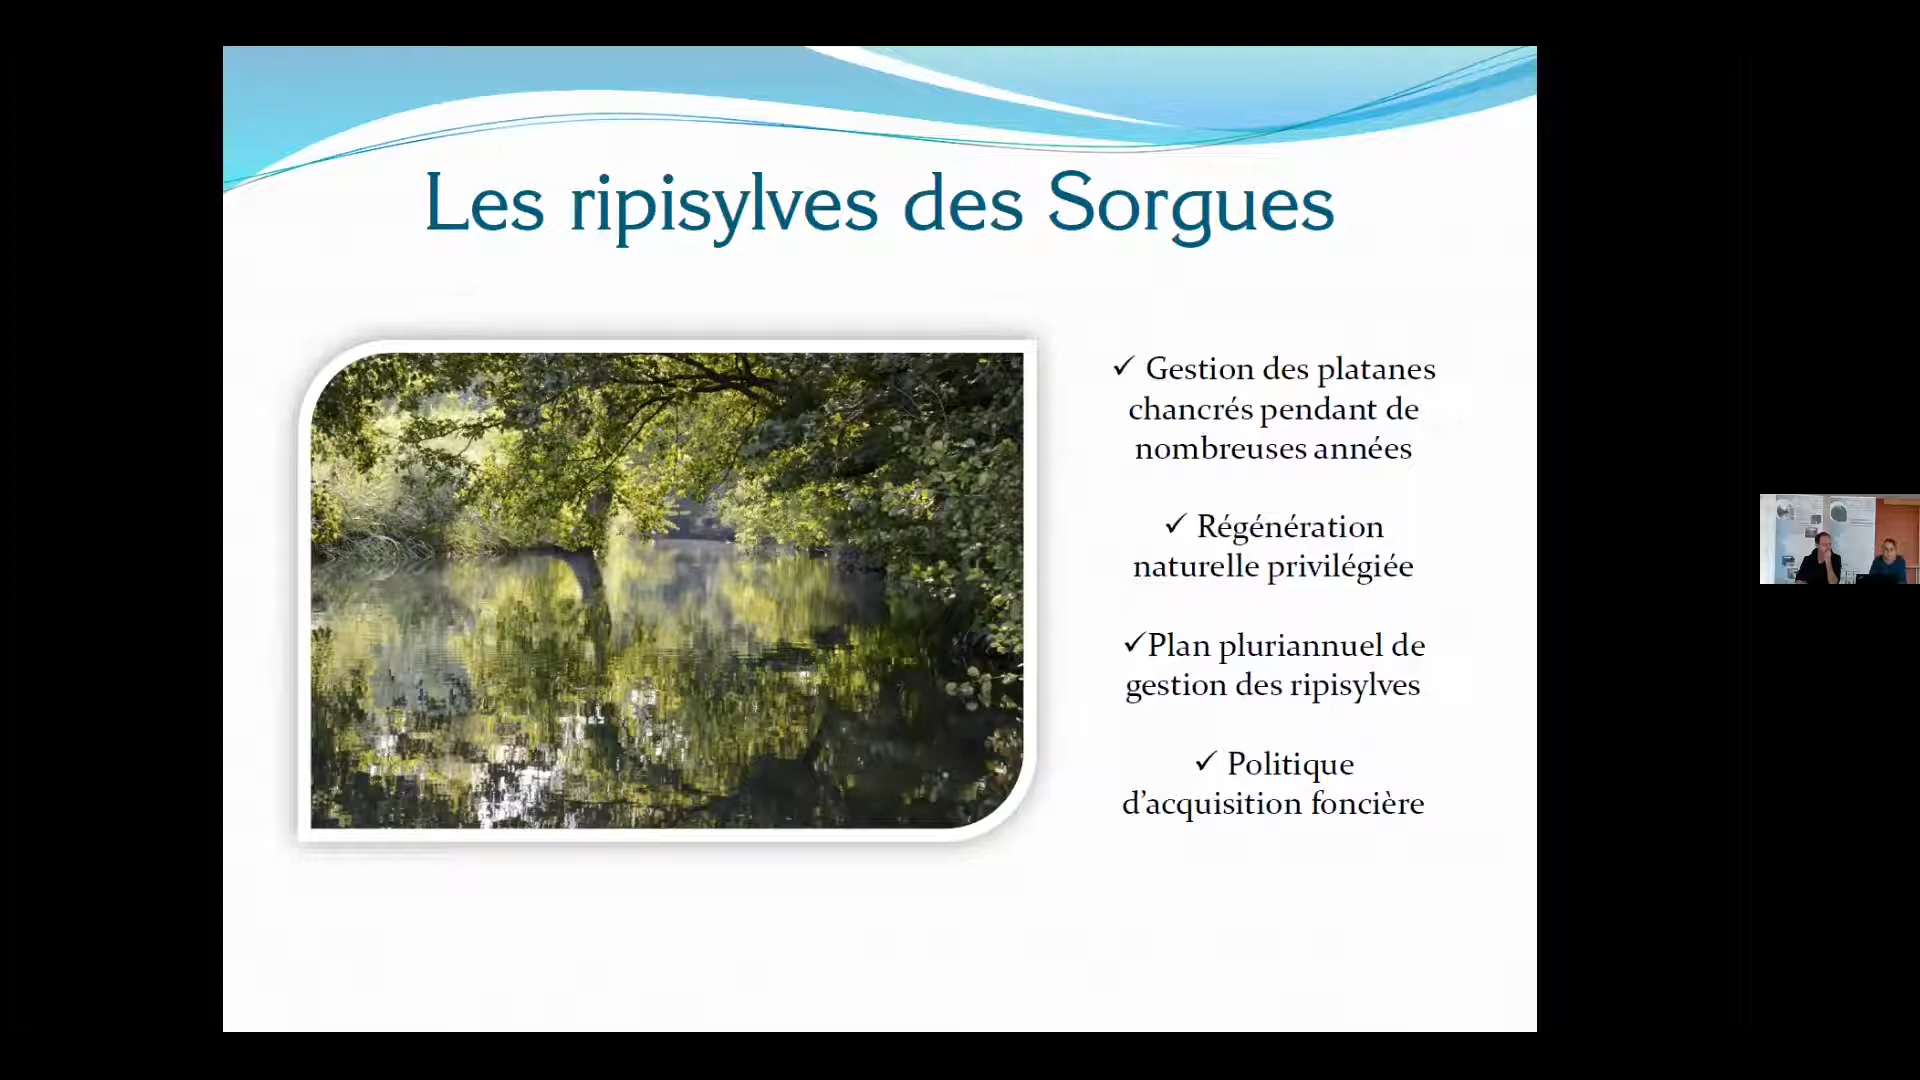 Les ripisylves des Sorgues
✓ Gestion des platanes
chancrés pendant de
nombreuses années
✓ Régénération
naturelle privilégiée
✓Plan pluriannuel de
gestion des ripisylves
✓ Politique
d’acquisition foncière